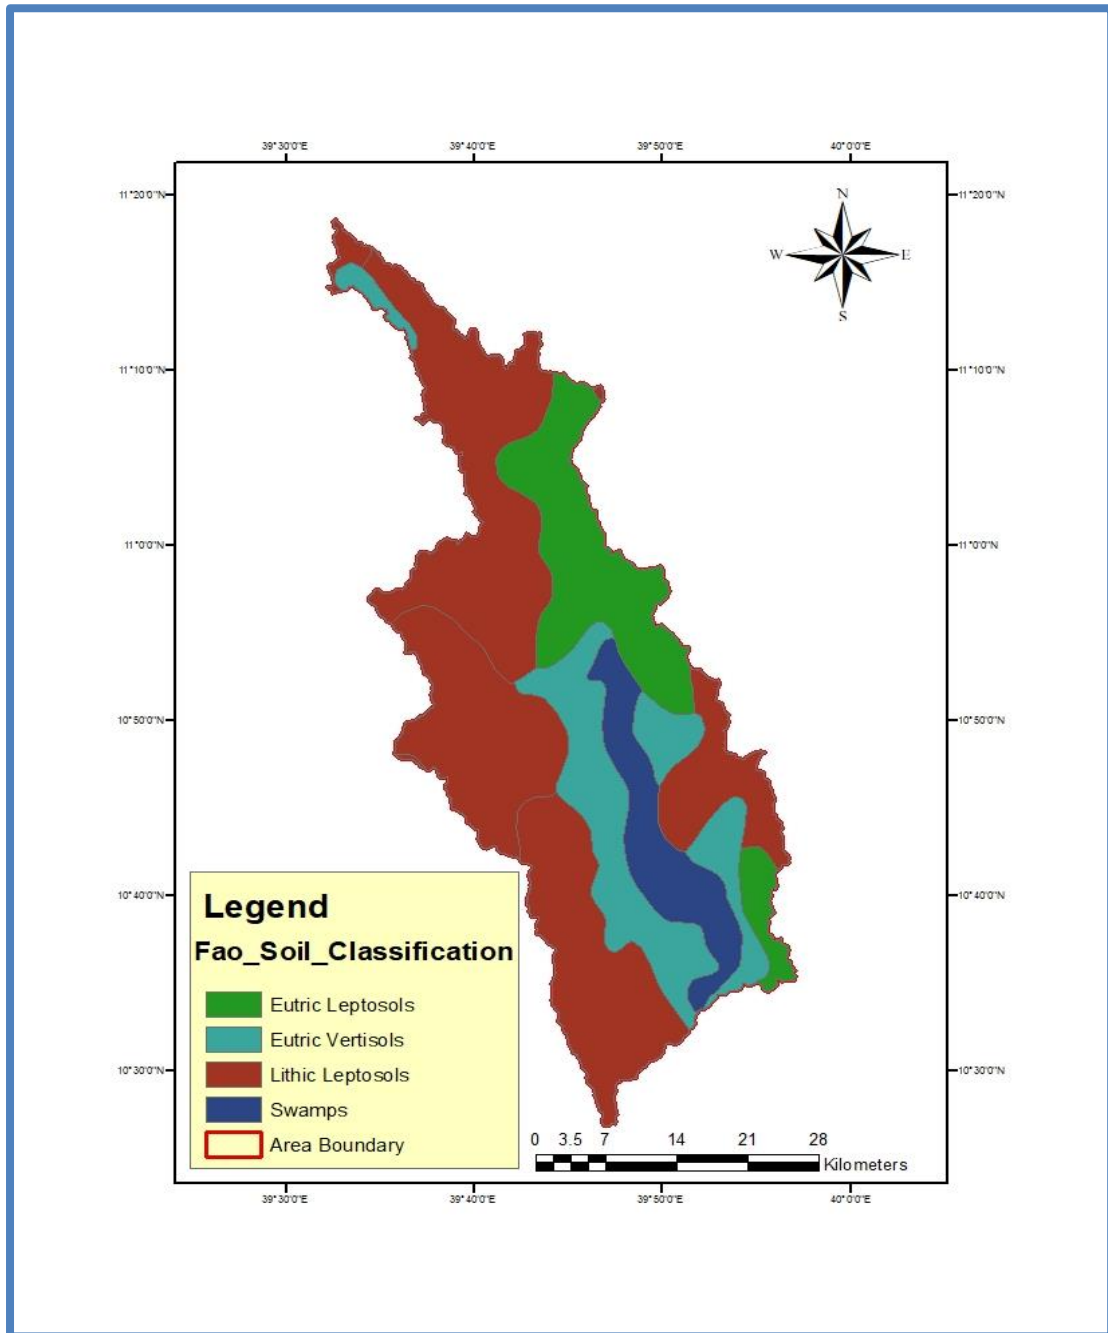 39°30'0"E 39°40'0"E 39°50'0"E 40°0'0"E
11°20'0"N 11°20'0"N
N
W E
S
11°10'0"N 11°10'0"N
11°0'0"N 11°0'0"N
10°50'0"N 10°50'0"N
10°40'0"N 10°40'0"N
Legend
Fao_Soil_Classification
Eutric Leptosols
Eutric Vertisols
Lithic Leptosols
Swamps
Area Boundary
10°30'0"N 10°30'0"N
0 3.5 7 14 21 28
Kilometers
39°30'0"E 39°40'0"E 39°50'0"E 40°0'0"E